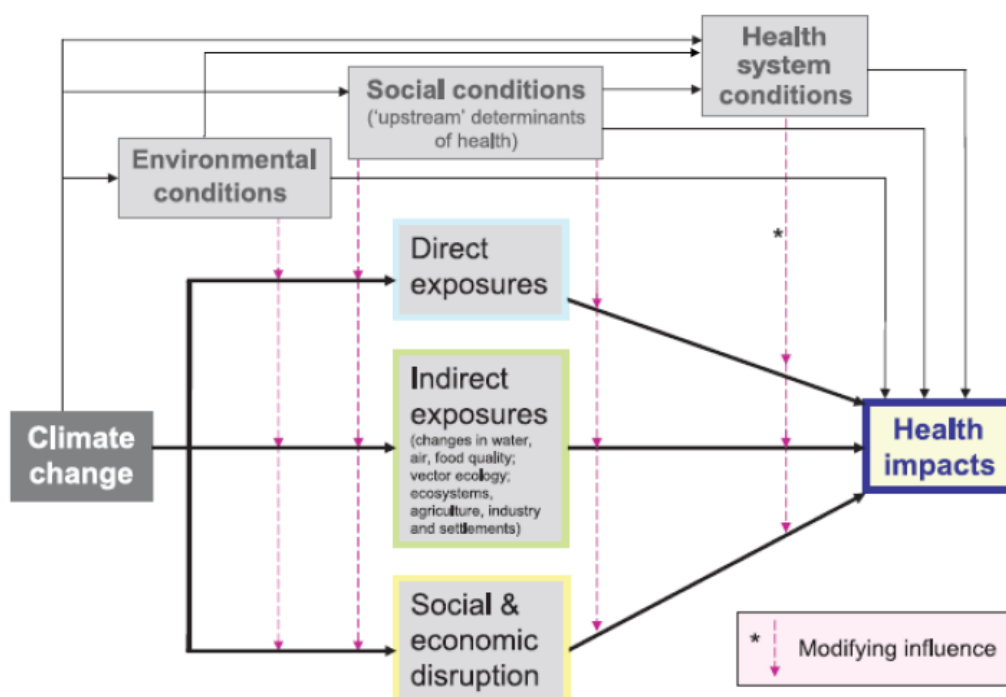 Health
system
conditions
Social conditions
(‘upstream’ determinants
of health)
Environmental
conditions
Direct
exposures
*
Indirect
exposures
(changes in water,
air, food quality;
vector ecology;
ecosystems,
agriculture, industry
and settlements)
Climate
change
Health
impacts
Social &
economic
disruption
* Modifying influence